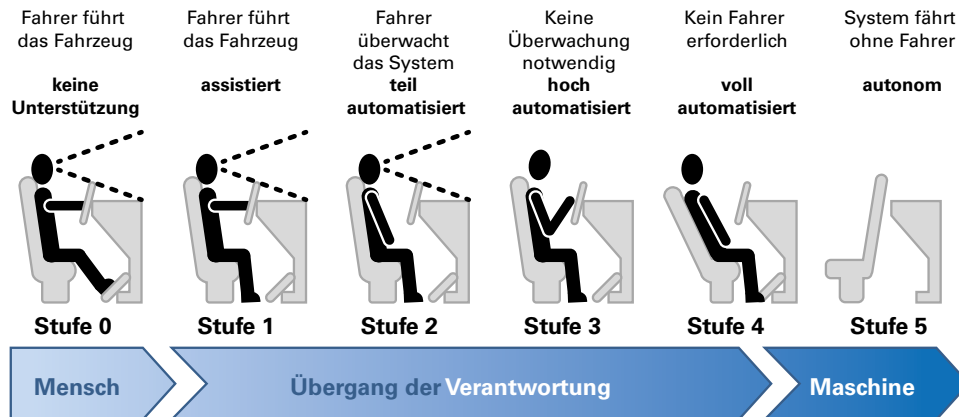 Fahrer führt
das Fahrzeug
keine
Unterstützung
Fahrer führt
das Fahrzeug
assistiert
Fahrer
überwacht
das System
teil
automatisiert
Keine
Überwachung
notwendig
hoch
automatisiert
Kein Fahrer
erforderlich
voll
automatisiert
System fährt
ohne Fahrer
autonom
Stufe 0
Stufe 1
Stufe 2
Stufe 3
Stufe 4
Stufe 5
Mensch
Übergang der Verantwortung
Maschine